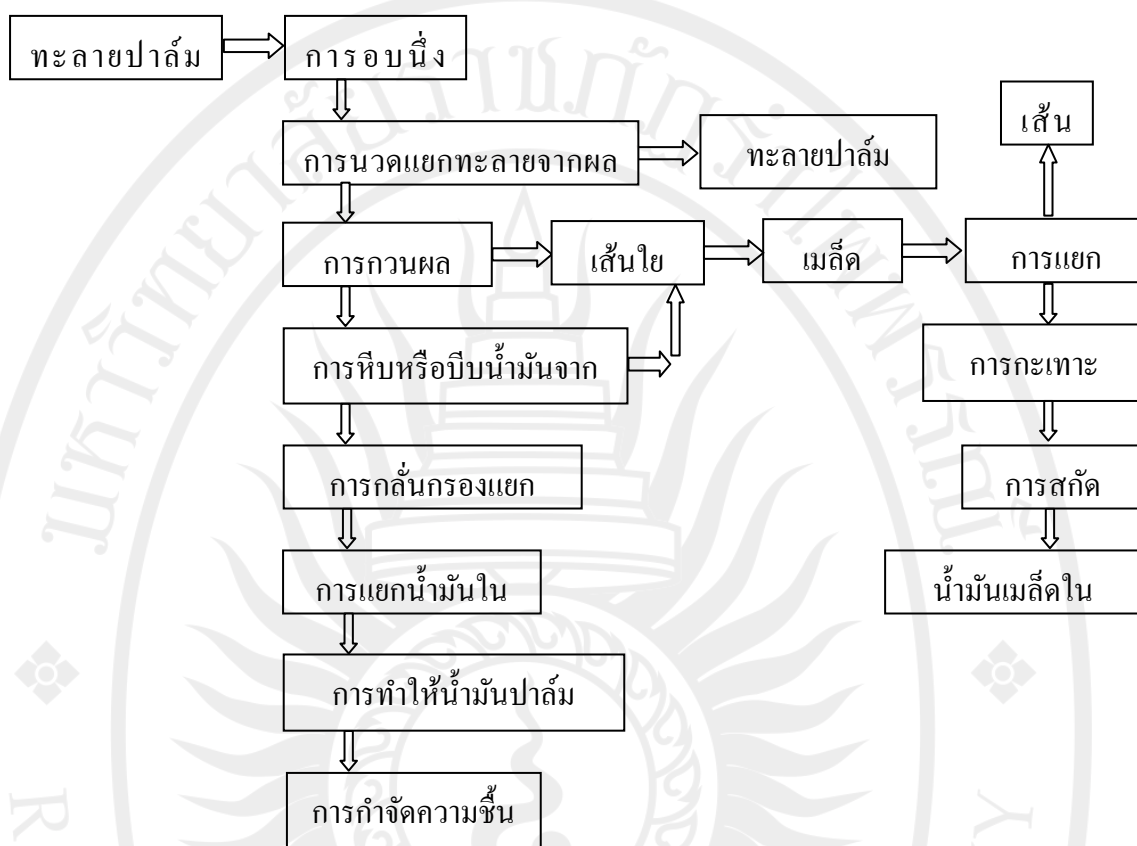 ทะลายปาล์ม
การอบนึ่ง
เส้น
การนวดแยกทะลายจากผล
ทะลายปาล์ม
การกวนผล
เส้นใย
เมล็ด
การแยก
การหีบหรือบีบน้ำมันจาก
การกะเทาะ
การกลั่นกรองแยก
การสกัด
การแยกน้ำมันใน
น้ำมันเมล็ดใน
การทำให้น้ำมันปาล์ม
การกำจัดความชื้น